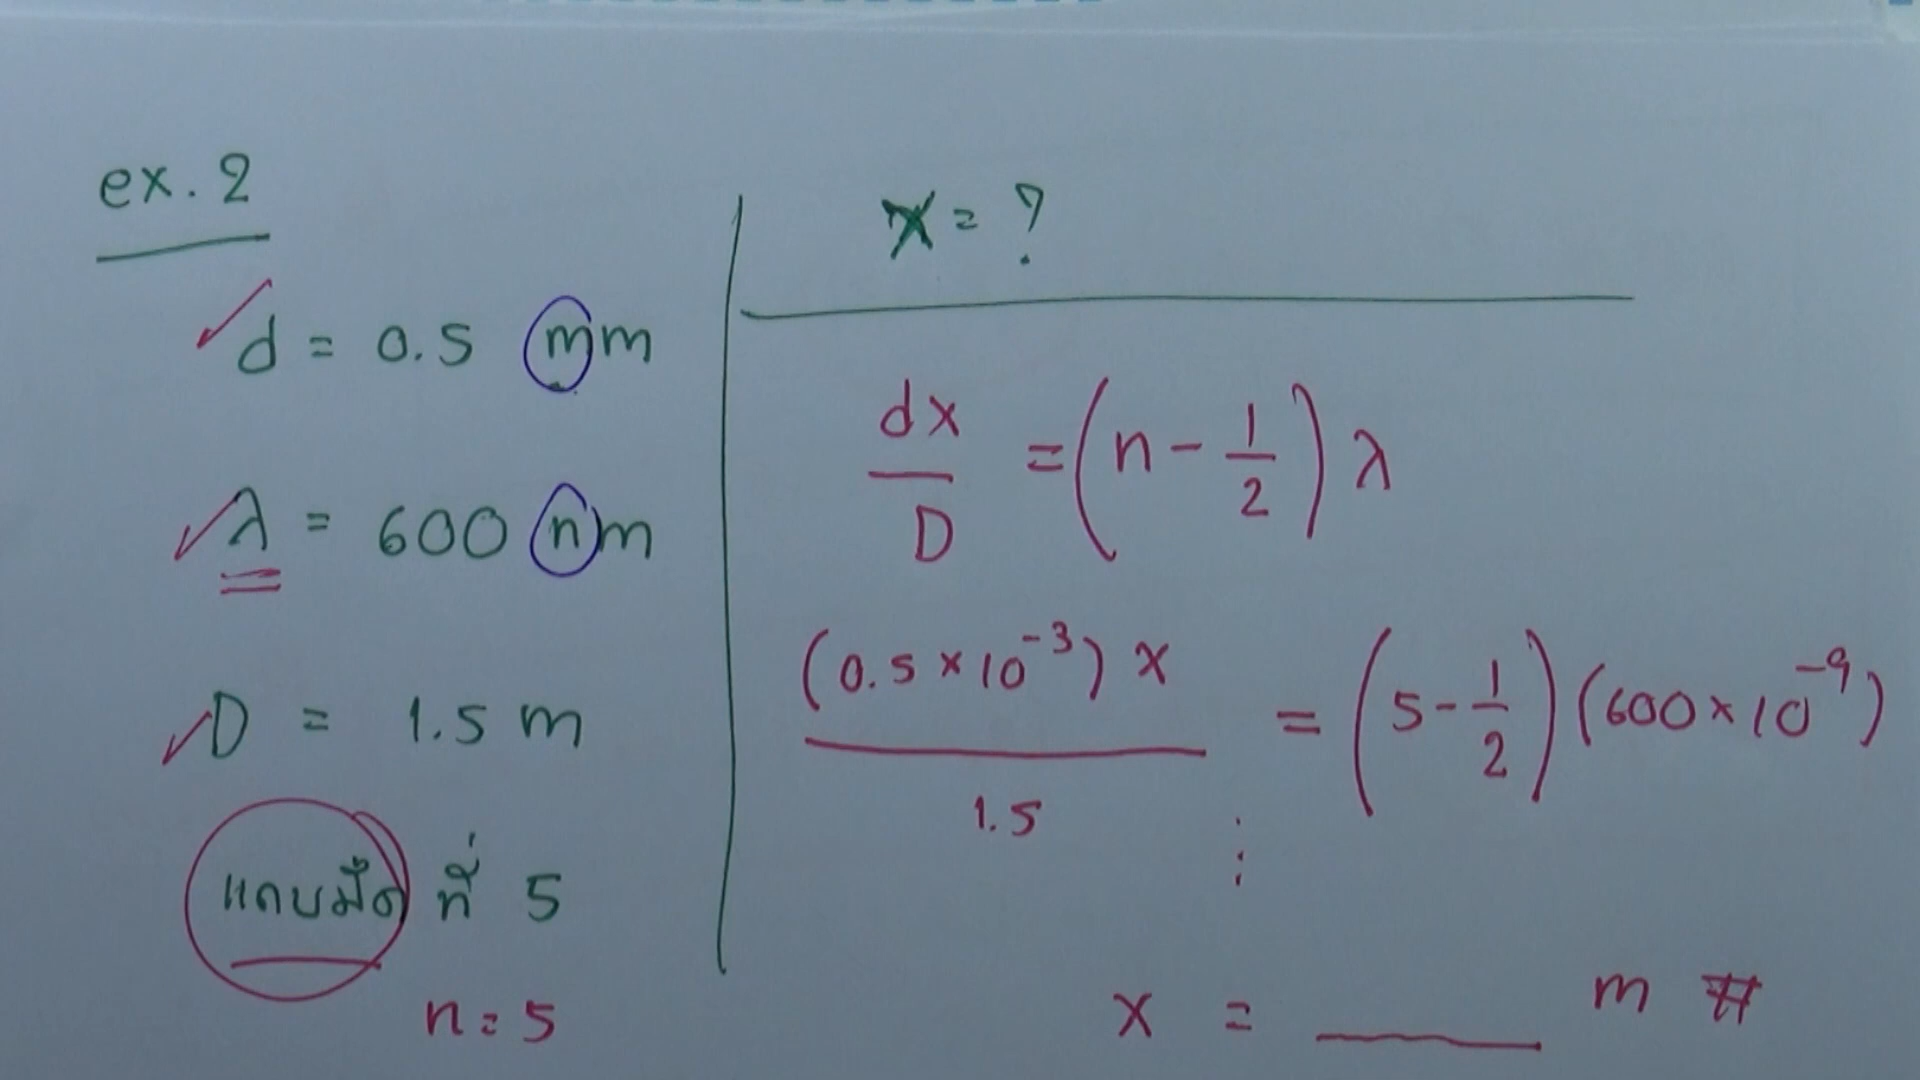 ex. 2
d = 0.5 mm
λ = 600 nm
D = 1.5 m
แถบมืด ที่ 5
n = 5
x = ?
dx/D = (n - 1/2) λ
(0.5 × 10⁻³) x / 1.5 = (5 - 1/2) (600 × 10⁻⁹)
⋮
x = ____ m #